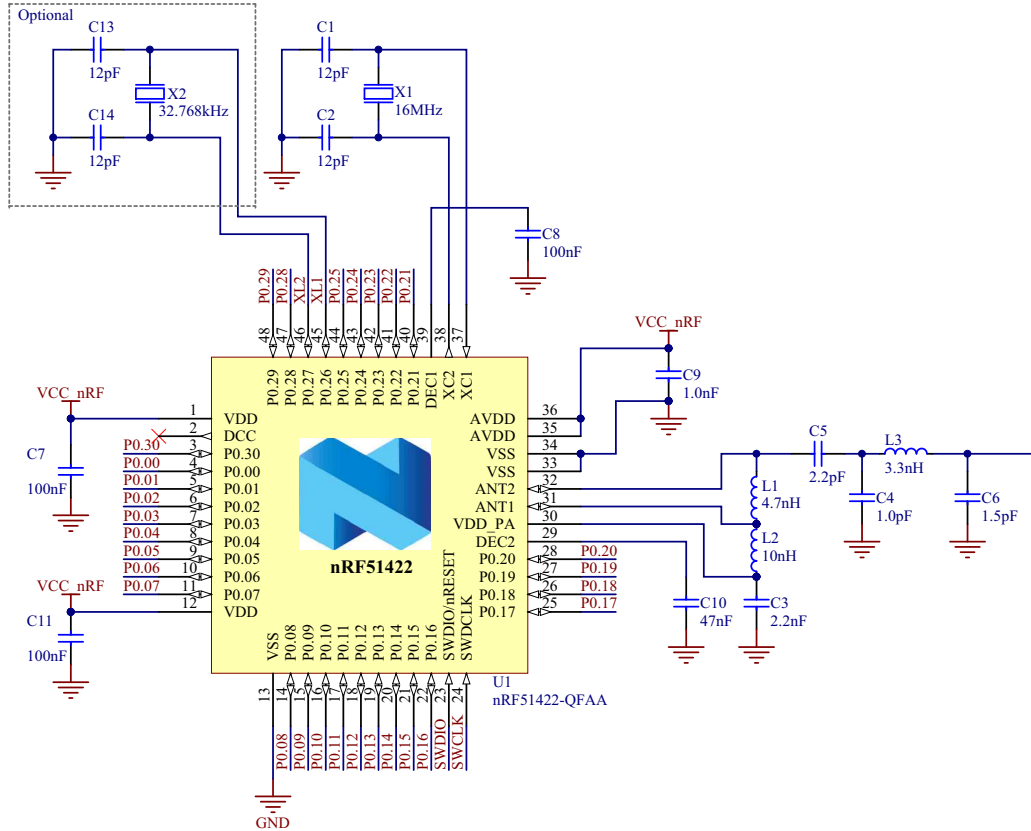 Optional
C13
12pF
X2
32.768kHz
C14
12pF
C1
12pF
X1
16MHz
C2
12pF
C8
100nF
P0.29
P0.28
XL2
XL1
P0.25
P0.24
P0.23
P0.22
P0.21
48
47
46
45
44
43
42
41
40
39
38
37
P0.29
P0.28
P0.27
P0.26
P0.25
P0.24
P0.23
P0.22
P0.21
DEC1
XC2
XC1
VCC_nRF
C7
100nF
VCC_nRF
C11
100nF
P0.30
P0.00
P0.01
P0.02
P0.03
P0.04
P0.05
P0.06
P0.07
1
2
3
4
5
6
7
8
9
10
11
12
VDD
DCC
P0.30
P0.00
P0.01
P0.02
P0.03
P0.04
P0.05
P0.06
P0.07
VDD
nRF51422
AVDD
AVDD
VSS
VSS
ANT2
ANT1
VDD_PA
DEC2
P0.20
P0.19
P0.18
P0.17
36
35
34
33
32
31
30
29
28
27
26
25
P0.20
P0.19
P0.18
P0.17
VCC_nRF
C9
1.0nF
C5
2.2pF
L3
3.3nH
L1
4.7nH
C4
1.0pF
C6
1.5pF
L2
10nH
C10
47nF
C3
2.2nF
VSS
P0.08
P0.09
P0.10
P0.11
P0.12
P0.13
P0.14
P0.15
P0.16
SWDIO/nRESET
SWDCLK
13
14
15
16
17
18
19
20
21
22
23
24
P0.08
P0.09
P0.10
P0.11
P0.12
P0.13
P0.14
P0.15
P0.16
SWDIO
SWCLK
U1
nRF51422-QFAA
GND